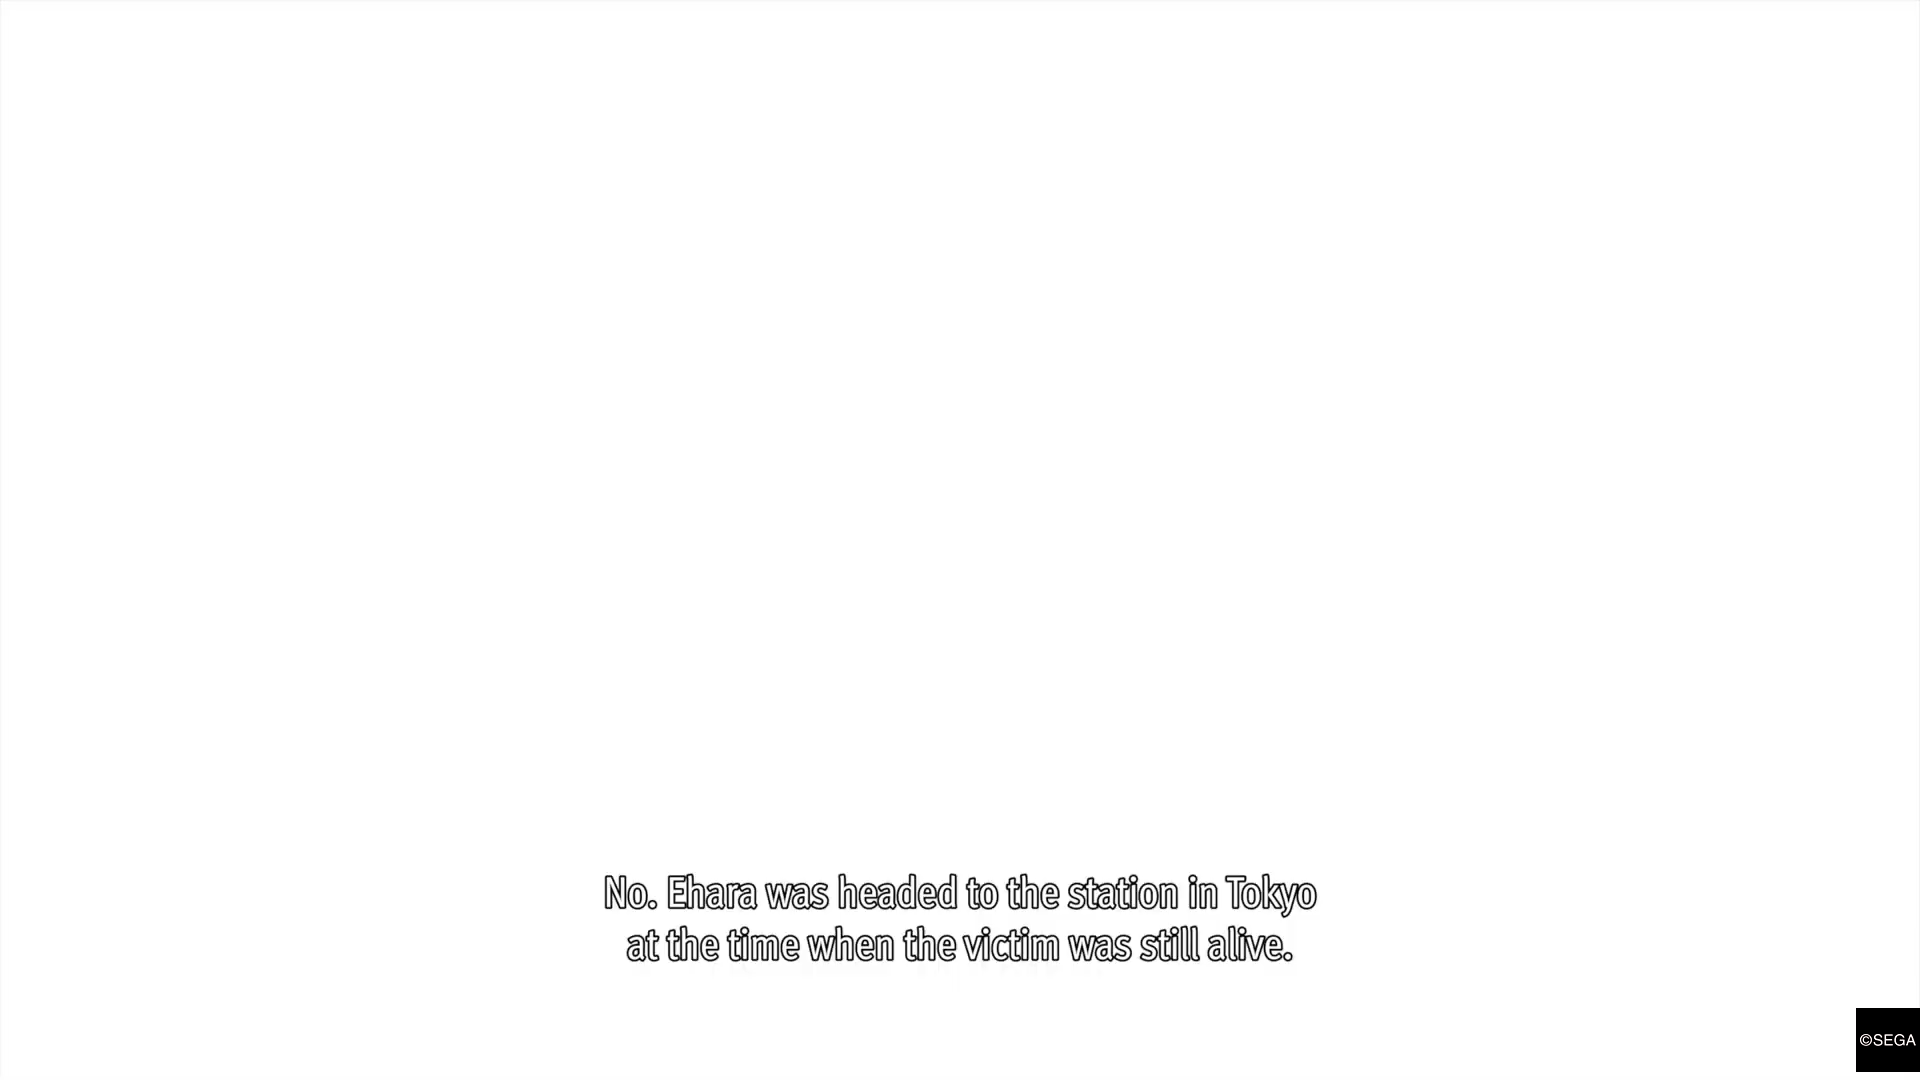 No. Ehara was headed to the station in Tokyo
at the time when the victim was still alive.
©SEGA